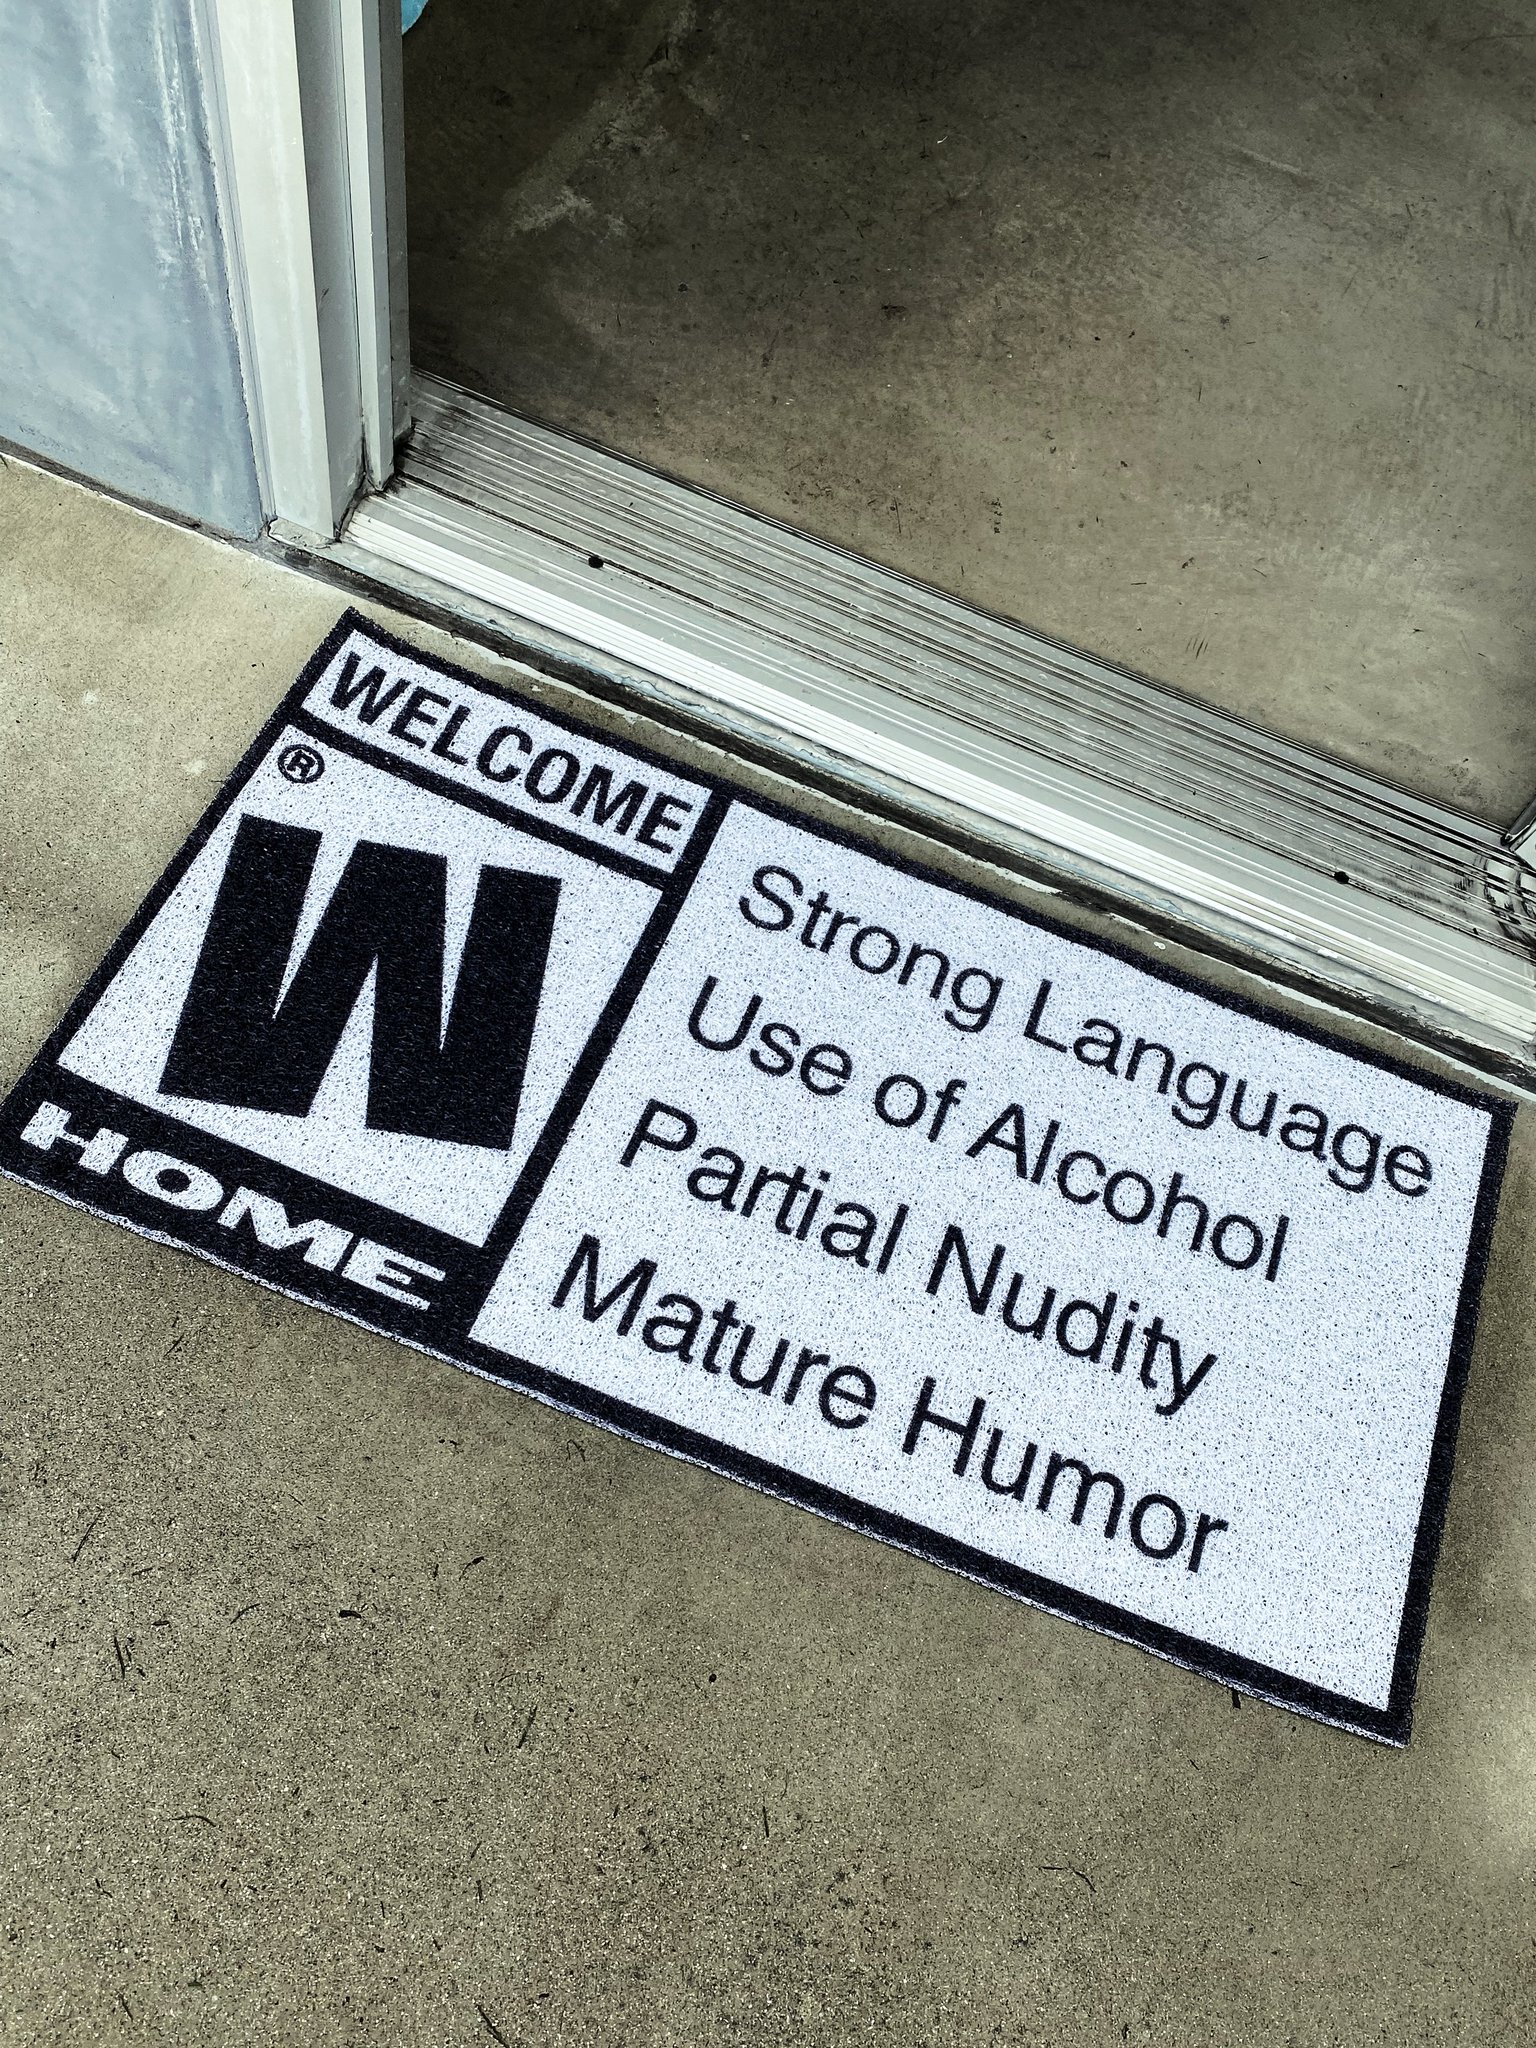 WELCOME
®
W
HOME
Strong Language
Use of Alcohol
Partial Nudity
Mature Humor